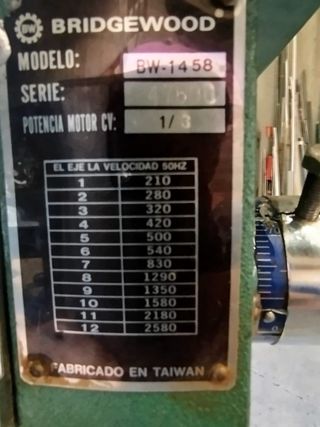 BW BRIDGEWOOD
MODELO: BW-1458
SERIE:
POTENCIA MOTOR CV: 1/3
EL EJE LA VELOCIDAD 50HZ
1 210
2 280
3 320
4 420
5 500
6 540
7 830
8 1290
9 1350
10 1580
11 2180
12 2580
FABRICADO EN TAIWAN